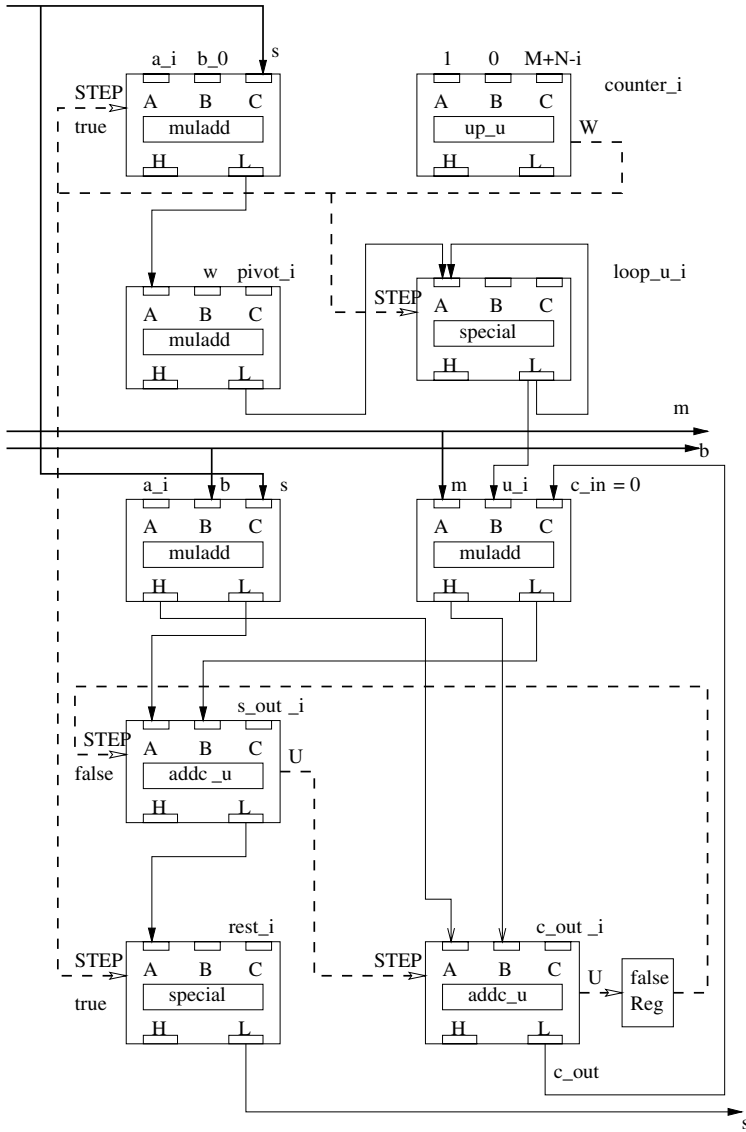 a_i b_0 s 1 0 M+N-i
STEP A B C A B C counter_i
true muladd up_u W
H L H L
w pivot_i loop_u_i
STEP
A B C A B C
muladd special
H L H L
m
b
a_i b s m u_i c_in = 0
A B C A B C
muladd muladd
H L H L
s_out _i
STEP A B C U
false addc _u
H L
rest_i c_out _i
STEP A B C STEP A B C
true special addc_u U false
Reg
H L H L
c_out
s